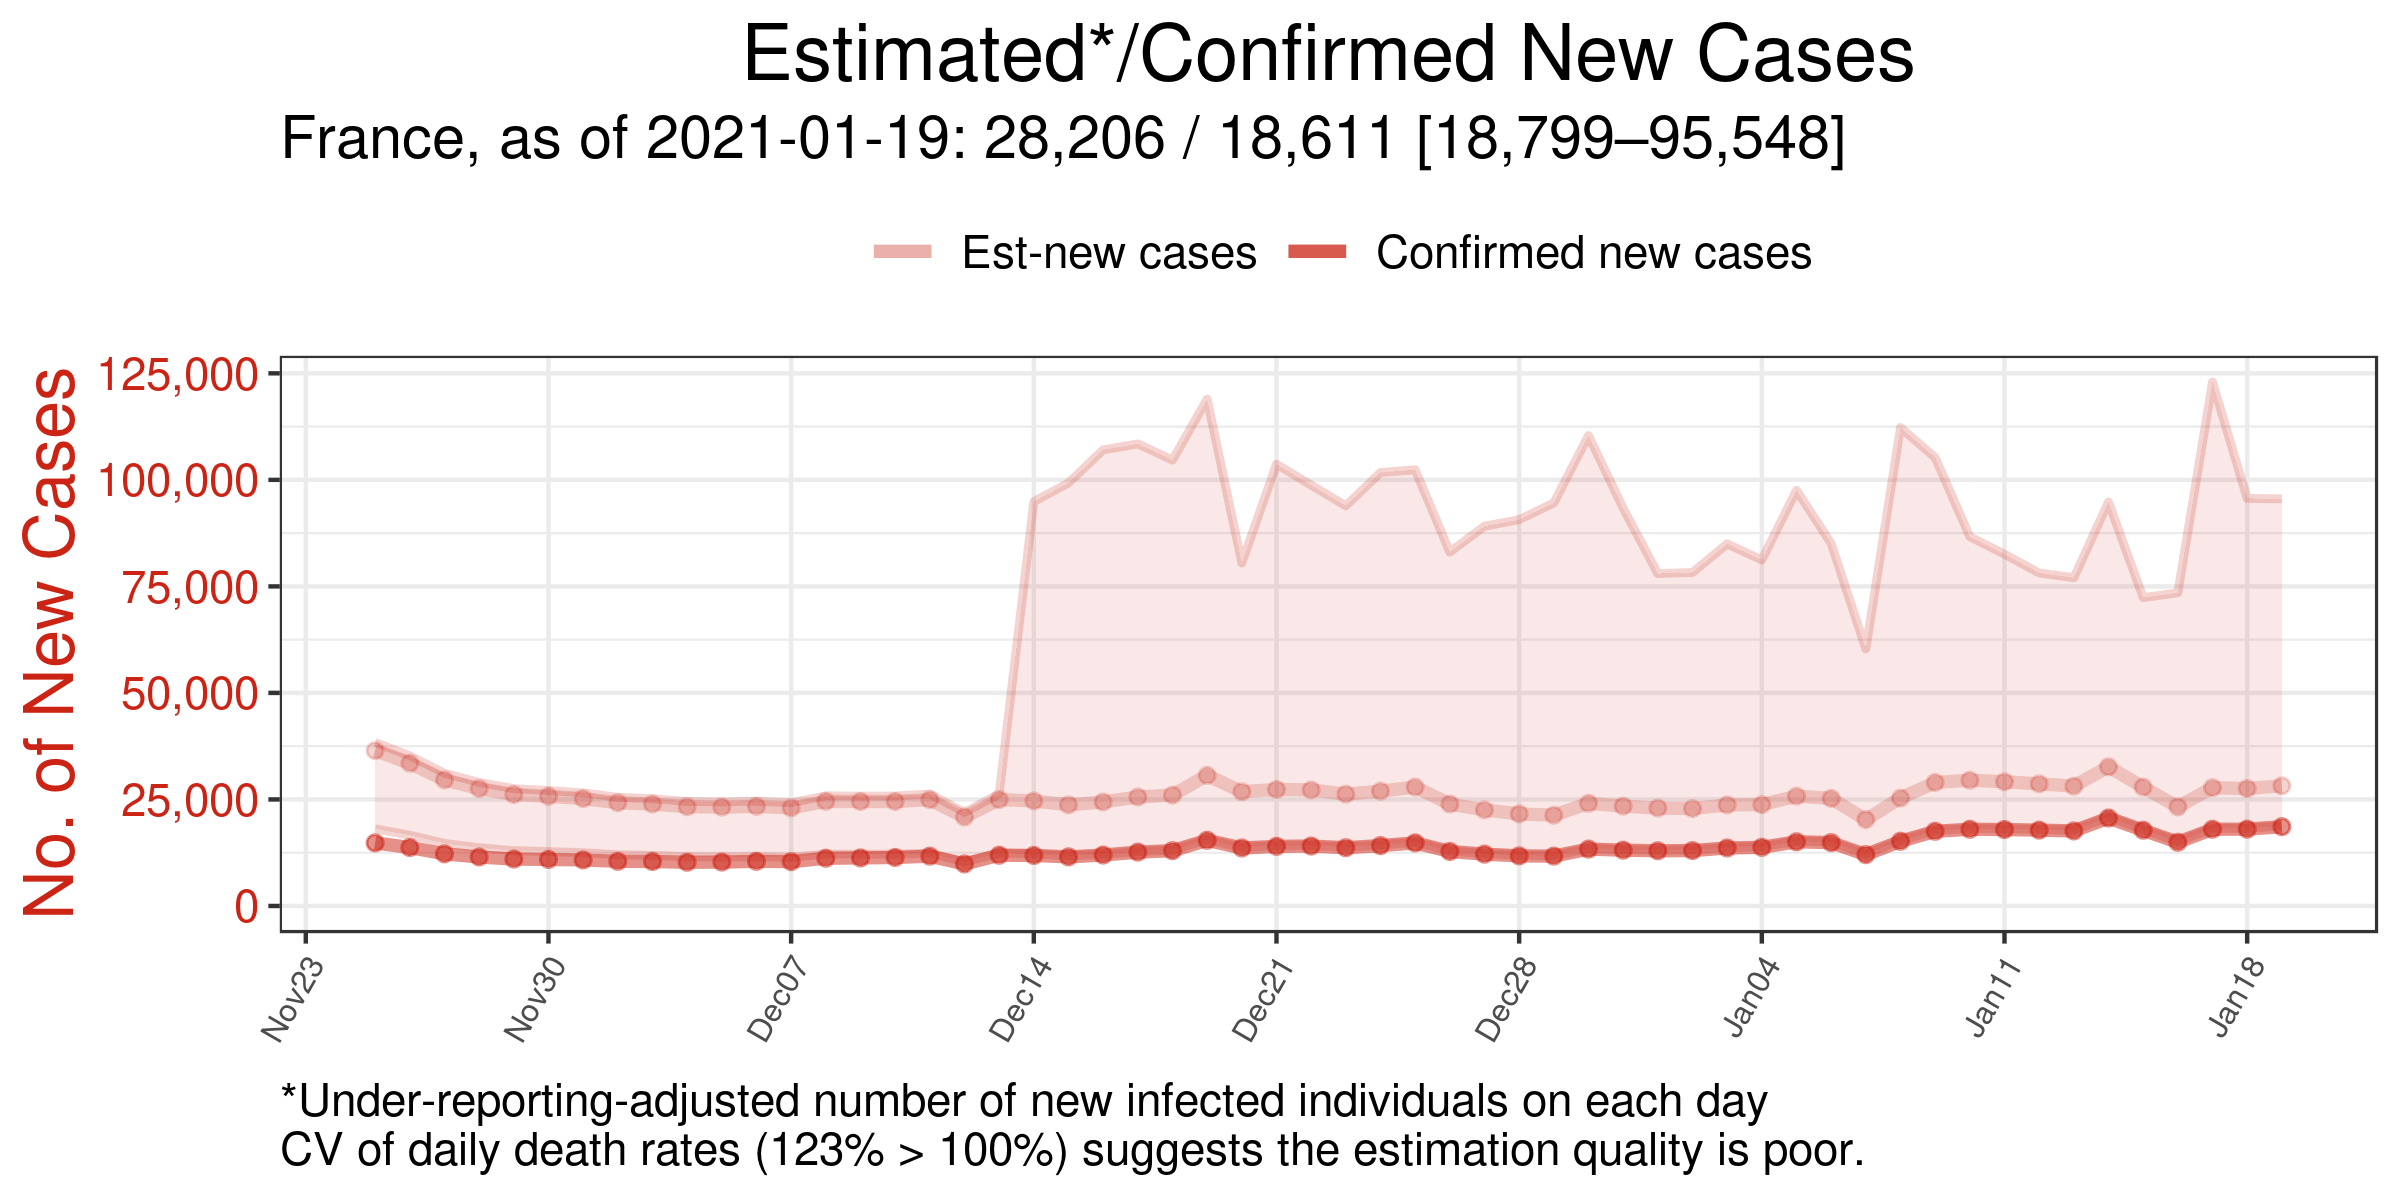 Estimated*/Confirmed New Cases
France, as of 2021-01-19: 28,206 / 18,611 [18,799–95,548]
Est-new cases
Confirmed new cases
No. of New Cases
125,000
100,000
75,000
50,000
25,000
0
Nov23
Nov30
Dec07
Dec14
Dec21
Dec28
Jan04
Jan11
Jan18
*Under-reporting-adjusted number of new infected individuals on each day
CV of daily death rates (123% > 100%) suggests the estimation quality is poor.